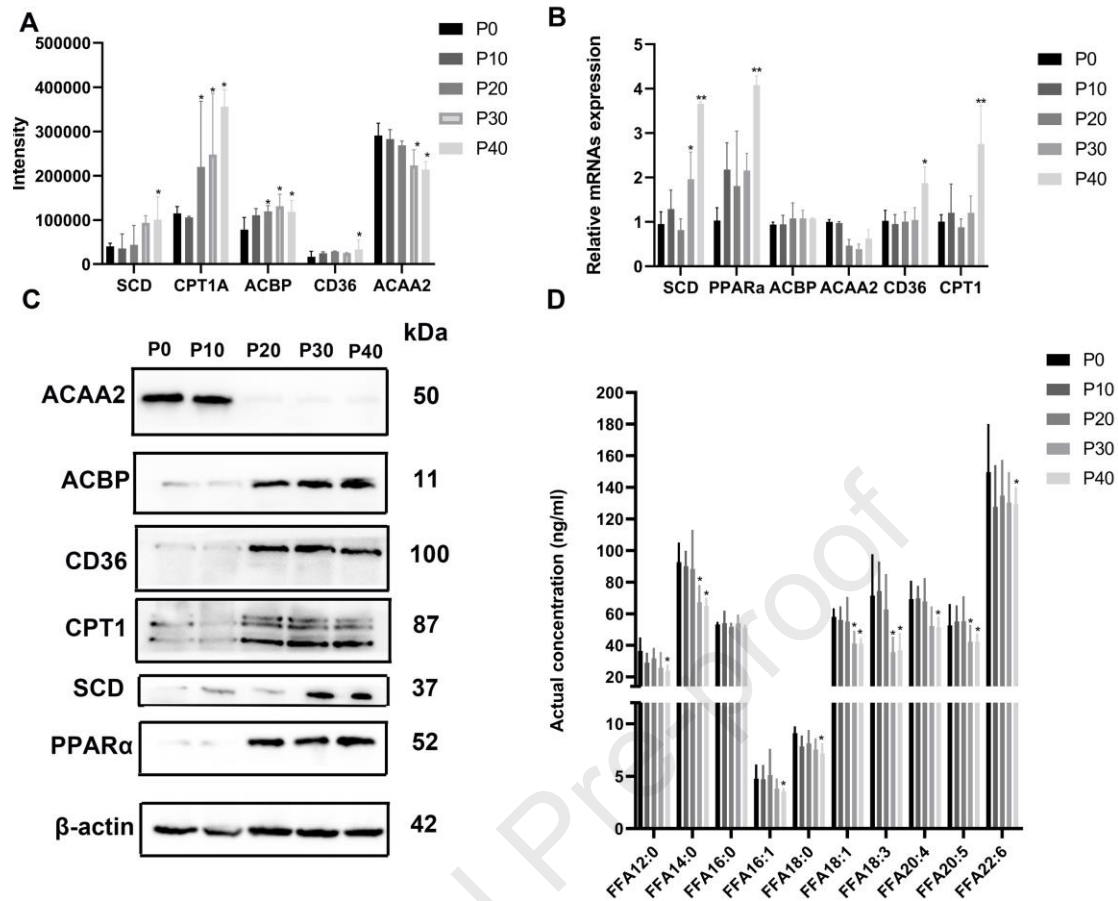 A
500000
400000
300000
200000
100000
0
Intensity
P0
P10
P20
P30
P40
* * * * * * * * * * *
SCD CPT1A ACBP CD36 ACAA2
B
5
4
3
2
1
0
Relative mRNAs expression
P0
P10
P20
P30
P40
* ** ** * **
SCD PPARa ACBP ACAA2 CD36 CPT1
C
kDa
P0 P10 P20 P30 P40
ACAA2 50
ACBP 11
CD36 100
CPT1 87
SCD 37
PPARα 52
β-actin 42
D
P0
P10
P20
P30
P40
200
180
160
140
120
100
80
60
40
20
10
5
0
Actual concentration (ng/ml)
* * * * * * * * * * * * * *
FFA12:0 FFA14:0 FFA16:0 FFA16:1 FFA18:0 FFA18:1 FFA18:3 FFA20:4 FFA20:5 FFA22:6
l Pre-proof